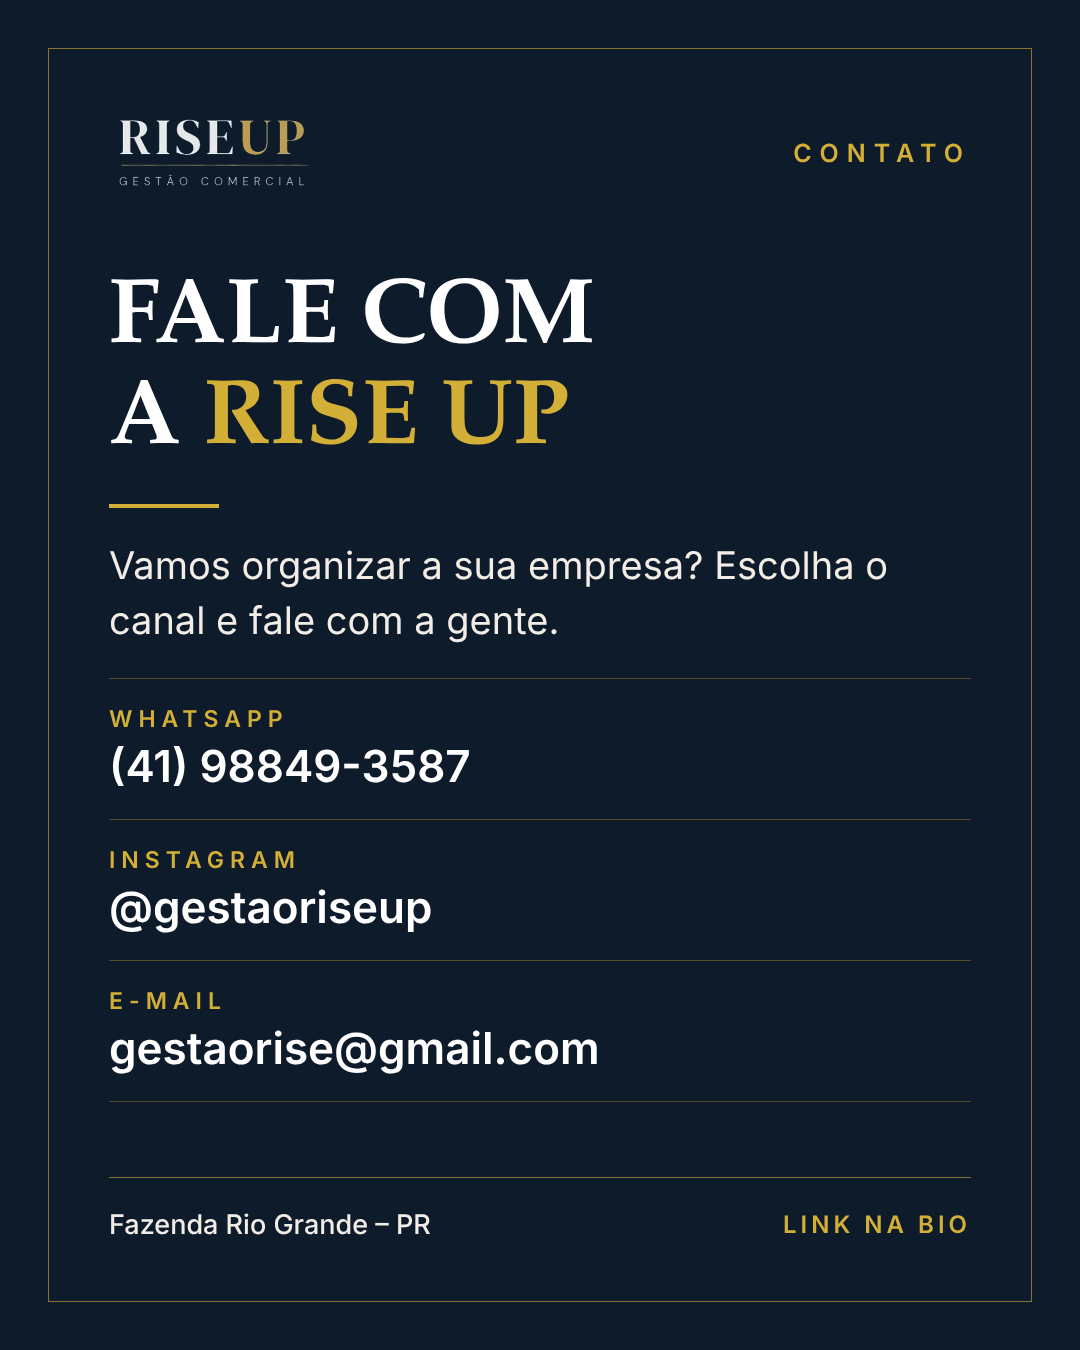 RISEUP
GESTÃO COMERCIAL
CONTATO
FALE COM
A RISE UP
Vamos organizar a sua empresa? Escolha o
canal e fale com a gente.
WHATSAPP
(41) 98849-3587
INSTAGRAM
@gestaoriseup
E-MAIL
gestaorise@gmail.com
Fazenda Rio Grande – PR
LINK NA BIO